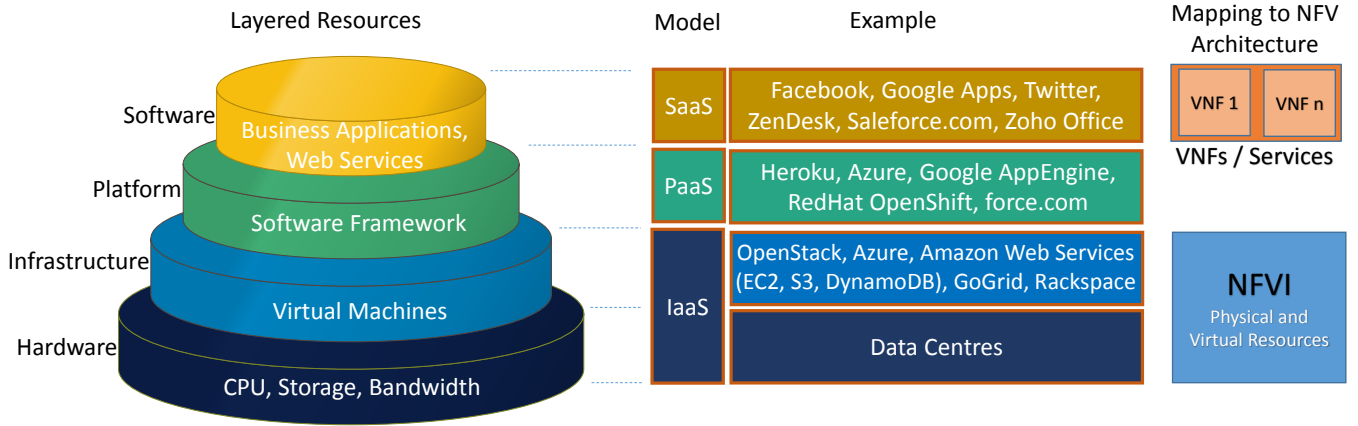 Layered Resources
Model
Example
Mapping to NFV
Architecture
Software
Business Applications,
Web Services
SaaS
Facebook, Google Apps, Twitter,
ZenDesk, Saleforce.com, Zoho Office
VNF 1
VNF n
VNFs / Services
Platform
Software Framework
PaaS
Heroku, Azure, Google AppEngine,
RedHat OpenShift, force.com
Infrastructure
Virtual Machines
IaaS
OpenStack, Azure, Amazon Web Services
(EC2, S3, DynamoDB), GoGrid, Rackspace
NFVI
Physical and
Virtual Resources
Hardware
CPU, Storage, Bandwidth
Data Centres